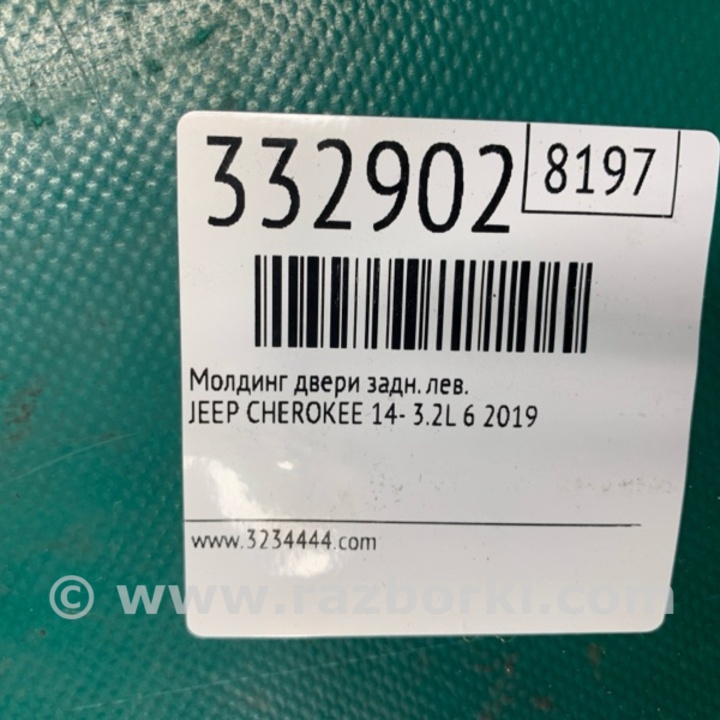 332902
8197
Молдинг двери задн. лев.
JEEP CHEROKEE 14- 3.2L 6 2019
www.3234444.com
© www.razborki.com